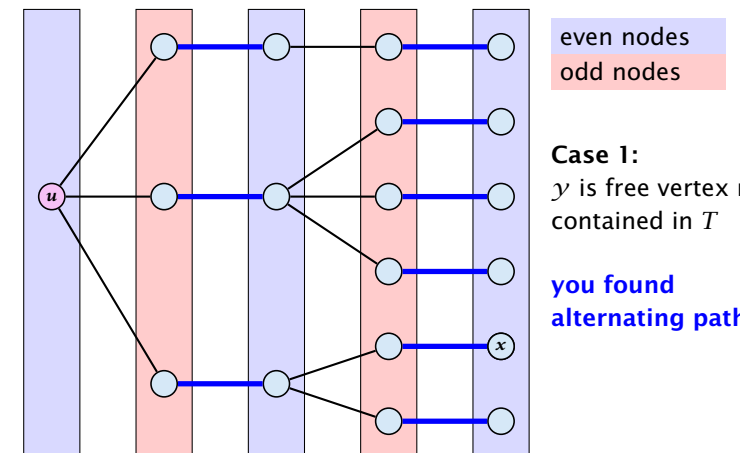 even nodes
odd nodes
Case 1:
y is free vertex
contained in T
you found
alternating path
u
x